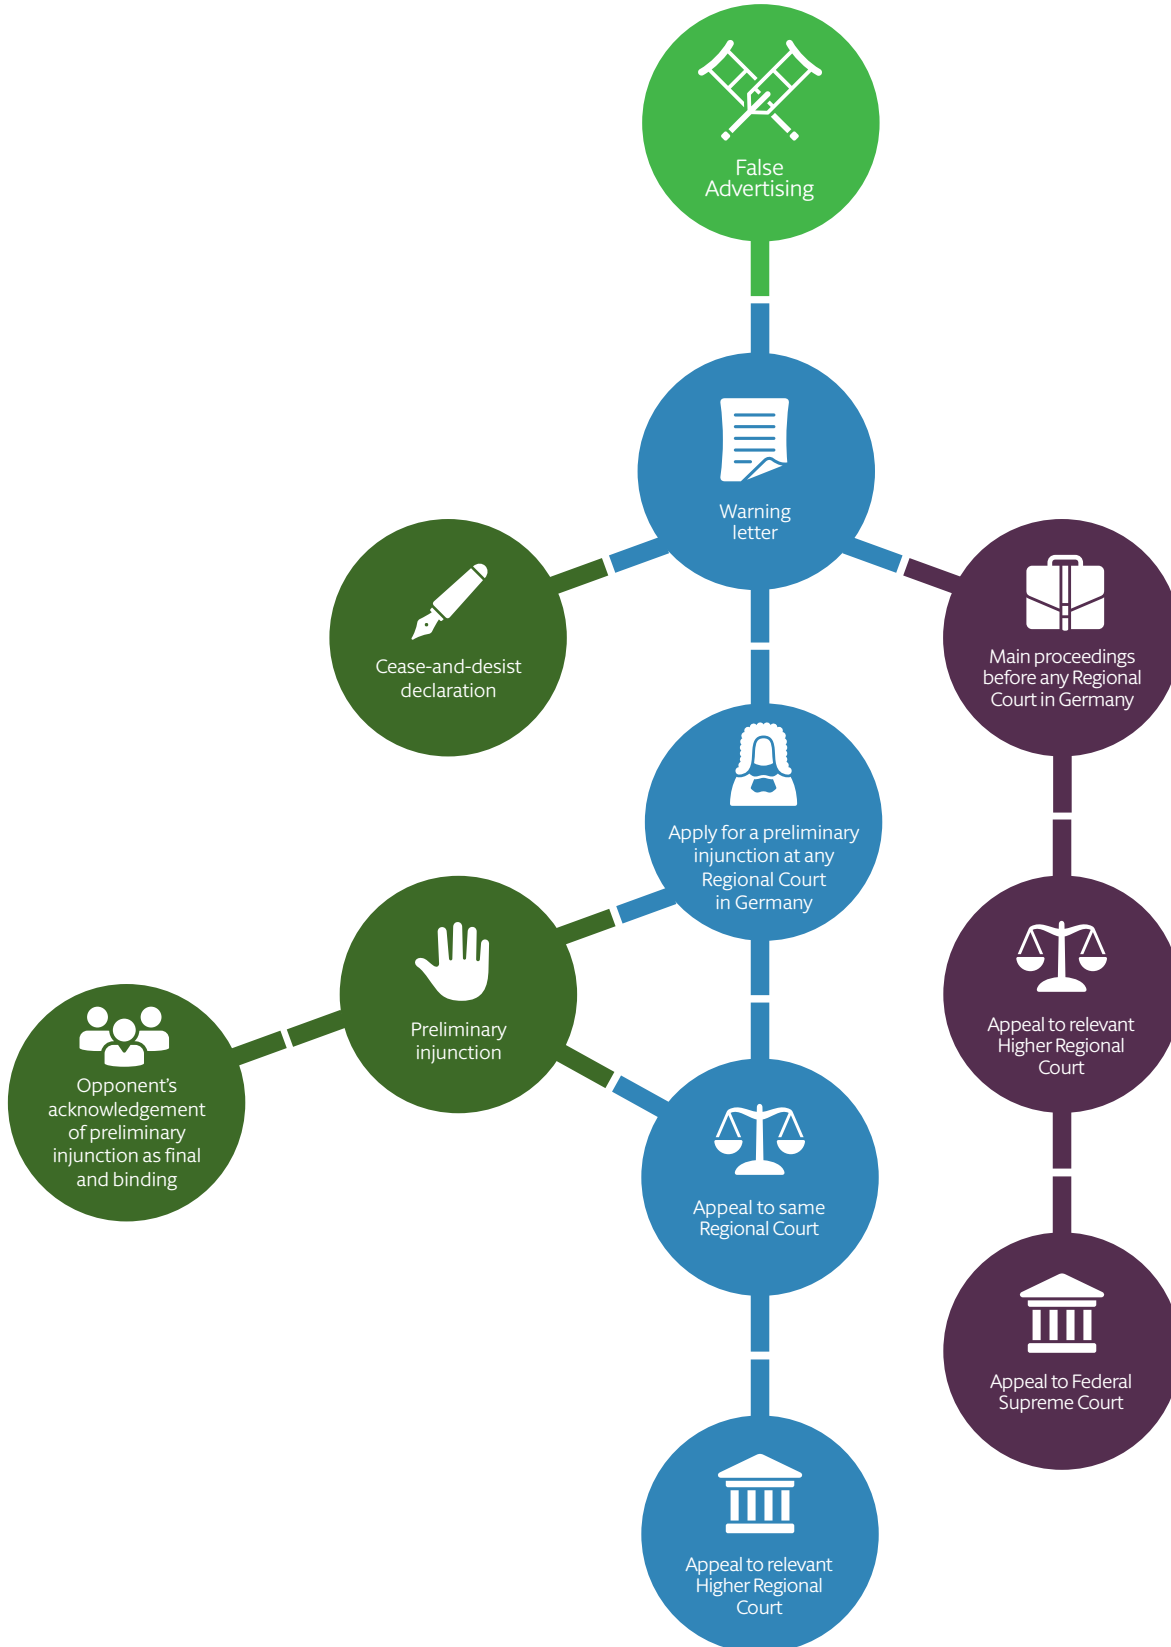 False
Advertising
Warning
letter
Cease-and-desist
declaration
Main proceedings
before any Regional
Court in Germany
Apply for a preliminary
injunction at any
Regional Court
in Germany
Preliminary
injunction
Appeal to relevant
Higher Regional
Court
Opponent’s
acknowledgement
of preliminary
injunction as final
and binding
Appeal to same
Regional Court
Appeal to Federal
Supreme Court
Appeal to relevant
Higher Regional
Court